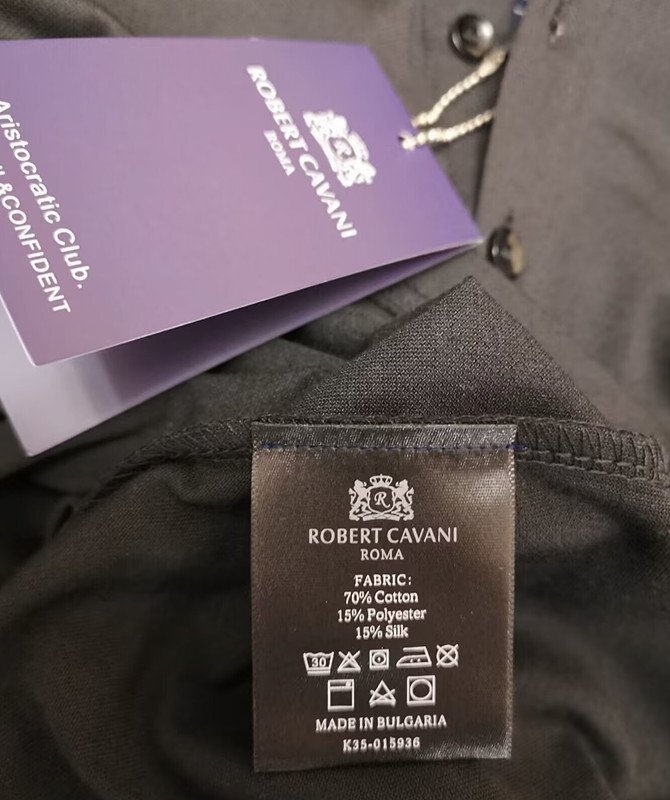 ROBERT CAVANI
ROMA
Aristocratic Club.
&CONFIDENT
R
ROBERT CAVANI
ROMA
FABRIC:
70% Cotton
15% Polyester
15% Silk
30
MADE IN BULGARIA
K35-015936